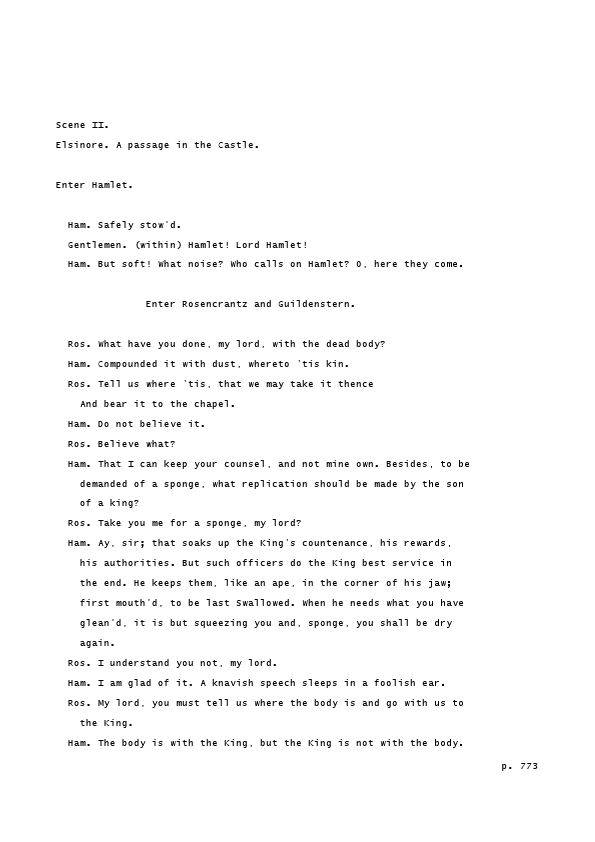 Scene II.
Elsinore. A passage in the Castle.
Enter Hamlet.
Ham. Safely stow'd.
Gentlemen. (within) Hamlet! Lord Hamlet!
Ham. But soft! What noise? Who calls on Hamlet? O, here they come.
Enter Rosencrantz and Guildenstern.
Ros. What have you done, my lord, with the dead body?
Ham. Compounded it with dust, whereto 'tis kin.
Ros. Tell us where 'tis, that we may take it thence
And bear it to the chapel.
Ham. Do not believe it.
Ros. Believe what?
Ham. That I can keep your counsel, and not mine own. Besides, to be
demanded of a sponge, what replication should be made by the son
of a king?
Ros. Take you me for a sponge, my lord?
Ham. Ay, sir; that soaks up the King's countenance, his rewards,
his authorities. But such officers do the King best service in
the end. He keeps them, like an ape, in the corner of his jaw;
first mouth'd, to be last Swallowed. When he needs what you have
glean'd, it is but squeezing you and, sponge, you shall be dry
again.
Ros. I understand you not, my lord.
Ham. I am glad of it. A knavish speech sleeps in a foolish ear.
Ros. My lord, you must tell us where the body is and go with us to
the King.
Ham. The body is with the King, but the King is not with the body.
p. 773